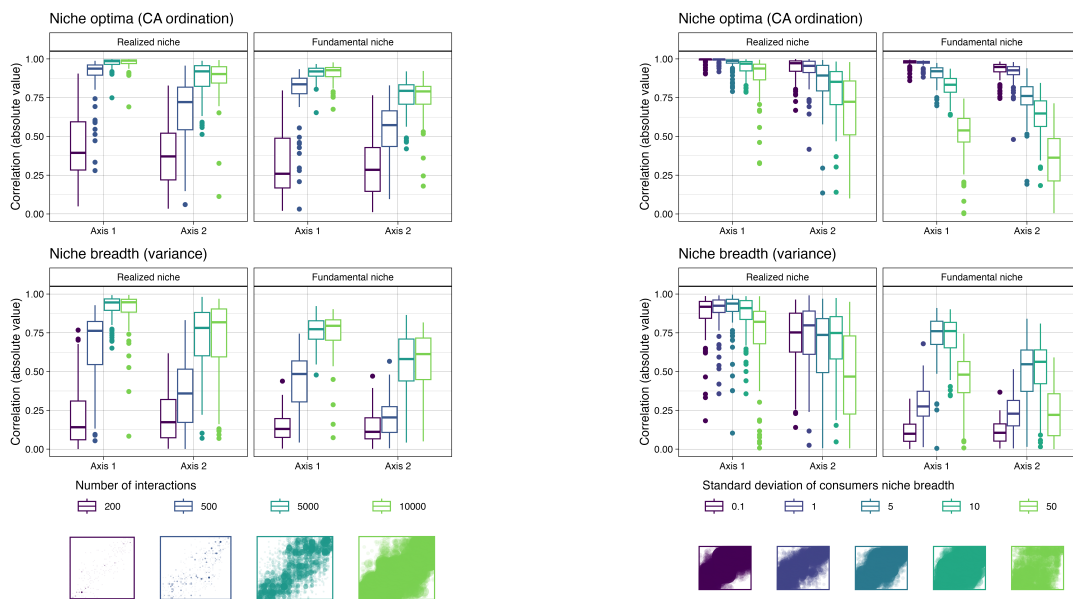 Niche optima (CA ordination)
Realized niche
Fundamental niche
Correlation (absolute value)
1.00
0.75
0.50
0.25
0.00
Axis 1
Axis 2
Axis 1
Axis 2
Niche breadth (variance)
Realized niche
Fundamental niche
Correlation (absolute value)
1.00
0.75
0.50
0.25
0.00
Axis 1
Axis 2
Axis 1
Axis 2
Number of interactions
200
500
5000
10000
Niche optima (CA ordination)
Realized niche
Fundamental niche
Correlation (absolute value)
1.00
0.75
0.50
0.25
0.00
Axis 1
Axis 2
Axis 1
Axis 2
Niche breadth (variance)
Realized niche
Fundamental niche
Correlation (absolute value)
1.00
0.75
0.50
0.25
0.00
Axis 1
Axis 2
Axis 1
Axis 2
Standard deviation of consumers niche breadth
0.1
1
5
10
50